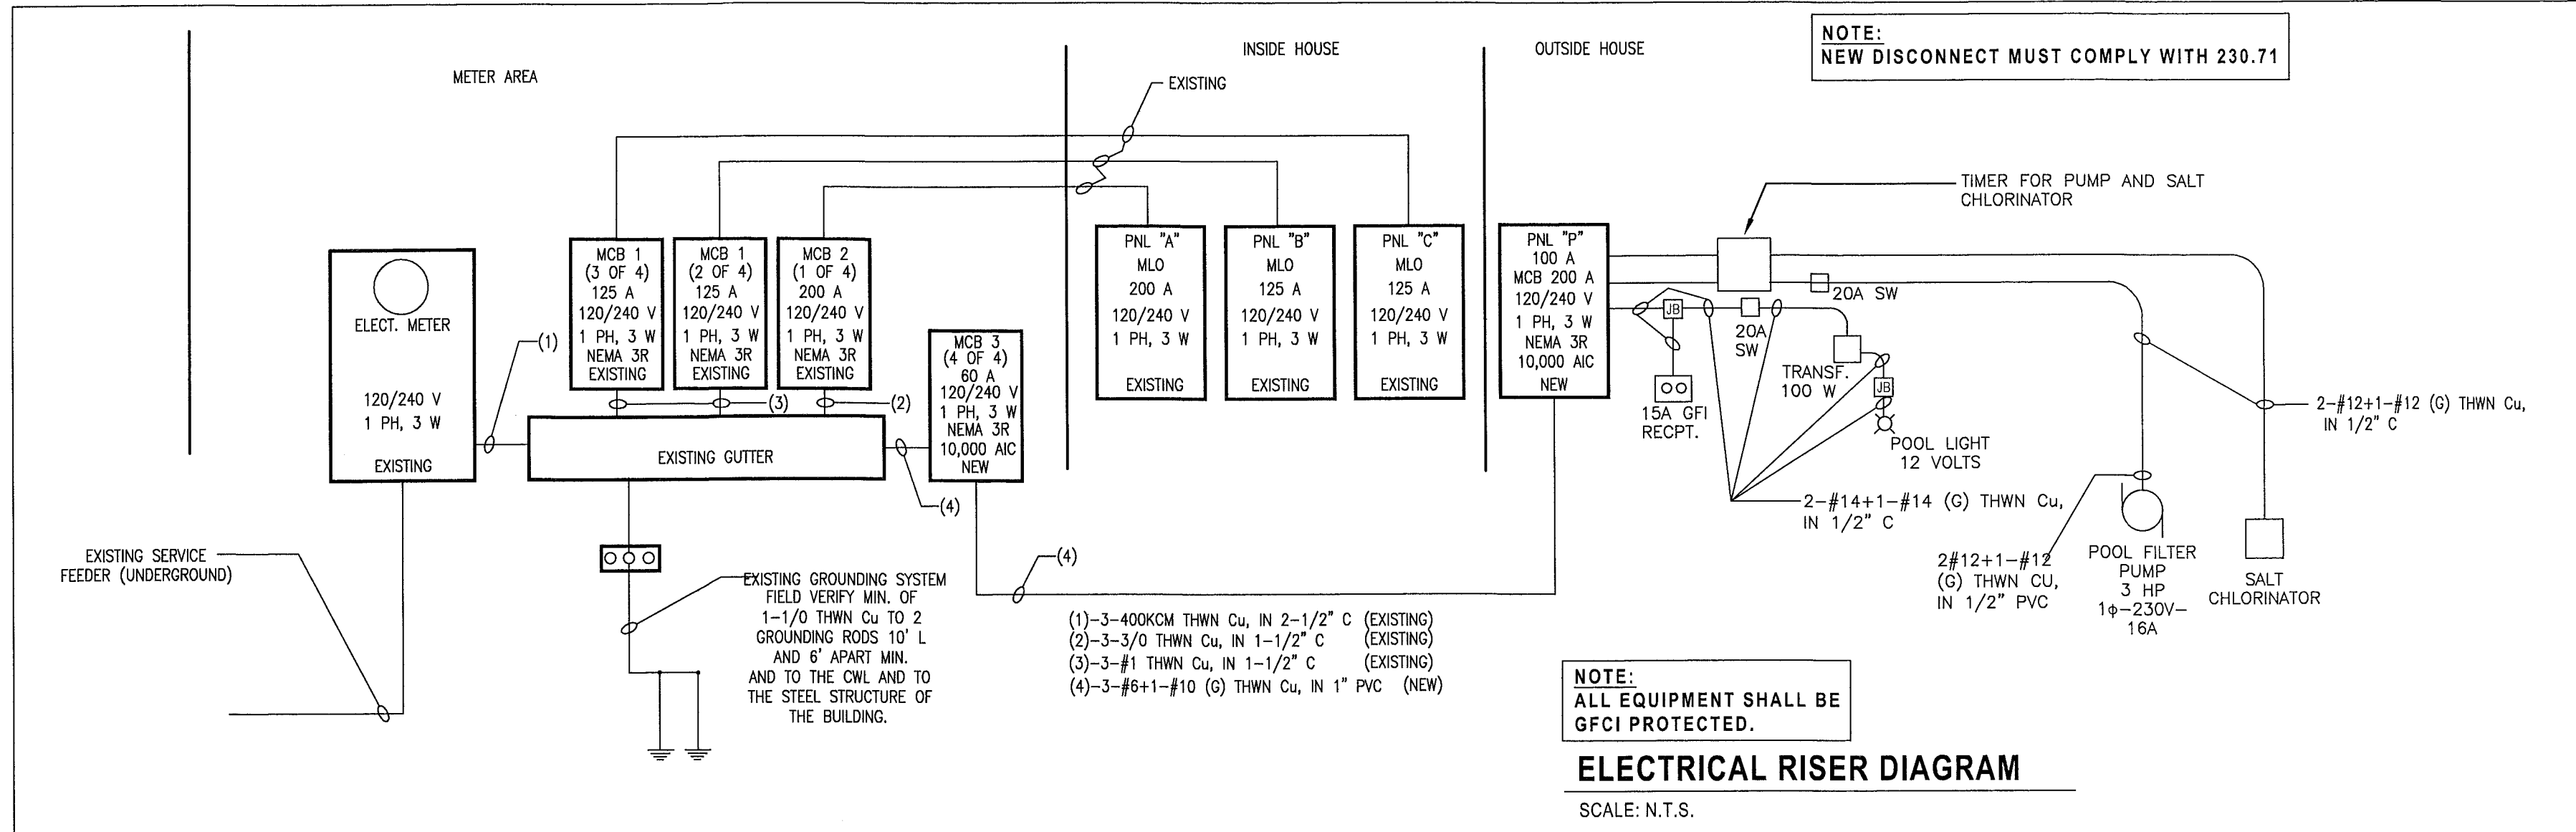 METER AREA
INSIDE HOUSE
OUTSIDE HOUSE
NOTE:
NEW DISCONNECT MUST COMPLY WITH 230.71
EXISTING
TIMER FOR PUMP AND SALT
CHLORINATOR
ELECT. METER
120/240 V
1 PH, 3 W
EXISTING
(1)
MCB 1
(3 OF 4)
125 A
120/240 V
1 PH, 3 W
NEMA 3R
EXISTING
MCB 1
(2 OF 4)
125 A
120/240 V
1 PH, 3 W
NEMA 3R
EXISTING
MCB 2
(1 OF 4)
200 A
120/240 V
1 PH, 3 W
NEMA 3R
EXISTING
(3)
(2)
EXISTING GUTTER
MCB 3
(4 OF 4)
60 A
120/240 V
1 PH, 3 W
NEMA 3R
10,000 AIC
NEW
(4)
PNL "A"
MLO
200 A
120/240 V
1 PH, 3 W
EXISTING
PNL "B"
MLO
125 A
120/240 V
1 PH, 3 W
EXISTING
PNL "C"
MLO
125 A
120/240 V
1 PH, 3 W
EXISTING
PNL "P"
100 A
MCB 200 A
120/240 V
1 PH, 3 W
NEMA 3R
10,000 AIC
NEW
20A SW
JB
20A
SW
15A GFI
RECPT.
TRANSF.
100 W
JB
POOL LIGHT
12 VOLTS
2-#12+1-#12 (G) THWN Cu,
IN 1/2" C
2-#14+1-#14 (G) THWN Cu,
IN 1/2" C
2#12+1-#12
(G) THWN CU,
IN 1/2" PVC
POOL FILTER
PUMP
3 HP
1φ-230V-
16A
SALT
CHLORINATOR
EXISTING SERVICE
FEEDER (UNDERGROUND)
EXISTING GROUNDING SYSTEM
FIELD VERIFY MIN. OF
1-1/0 THWN Cu TO 2
GROUNDING RODS 10' L
AND 6' APART MIN.
AND TO THE CWL AND TO
THE STEEL STRUCTURE OF
THE BUILDING.
(4)
(1)-3-400KCM THWN Cu, IN 2-1/2" C (EXISTING)
(2)-3-3/0 THWN Cu, IN 1-1/2" C (EXISTING)
(3)-3-#1 THWN Cu, IN 1-1/2" C (EXISTING)
(4)-3-#6+1-#10 (G) THWN Cu, IN 1" PVC (NEW)
NOTE:
ALL EQUIPMENT SHALL BE
GFCI PROTECTED.
ELECTRICAL RISER DIAGRAM
SCALE: N.T.S.